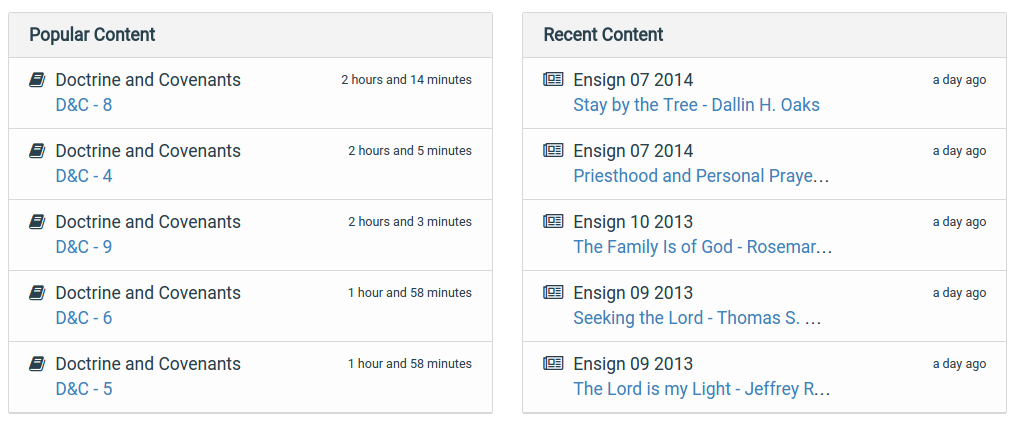 Popular Content
Doctrine and Covenants 2 hours and 14 minutes
D&C - 8
Doctrine and Covenants 2 hours and 5 minutes
D&C - 4
Doctrine and Covenants 2 hours and 3 minutes
D&C - 9
Doctrine and Covenants 1 hour and 58 minutes
D&C - 6
Doctrine and Covenants 1 hour and 58 minutes
D&C - 5
Recent Content
Ensign 07 2014 a day ago
Stay by the Tree - Dallin H. Oaks
Ensign 07 2014 a day ago
Priesthood and Personal Praye...
Ensign 10 2013 a day ago
The Family Is of God - Rosemar...
Ensign 09 2013 a day ago
Seeking the Lord - Thomas S. ...
Ensign 09 2013 a day ago
The Lord is my Light - Jeffrey R...